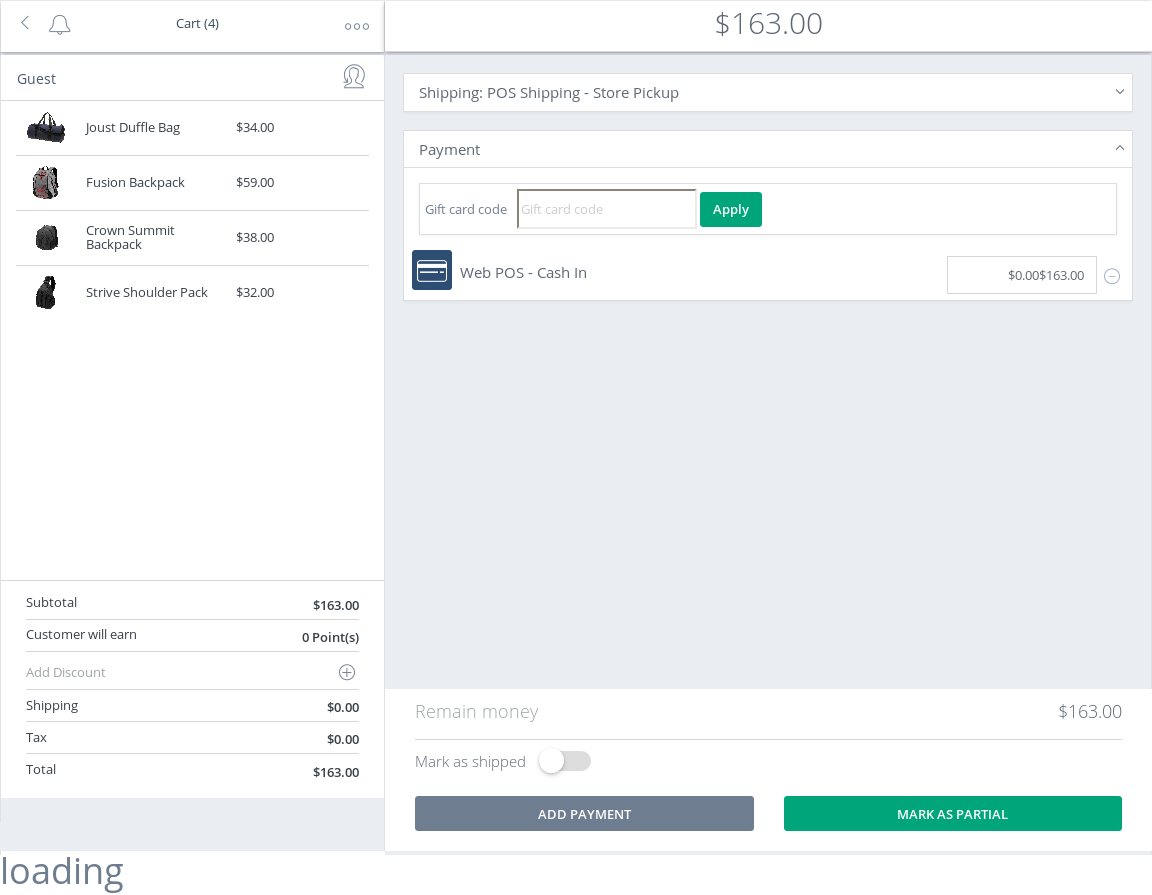 Cart (4)
$163.00
Guest
Joust Duffle Bag $34.00
Fusion Backpack $59.00
Crown Summit
Backpack
$38.00
Strive Shoulder Pack $32.00
Subtotal $163.00
Customer will earn 0 Point(s)
Add Discount
Shipping $0.00
Tax $0.00
Total $163.00
Shipping: POS Shipping - Store Pickup
Payment
Gift card code Gift card code Apply
Web POS - Cash In $0.00$163.00
Remain money $163.00
Mark as shipped
ADD PAYMENT MARK AS PARTIAL
loading